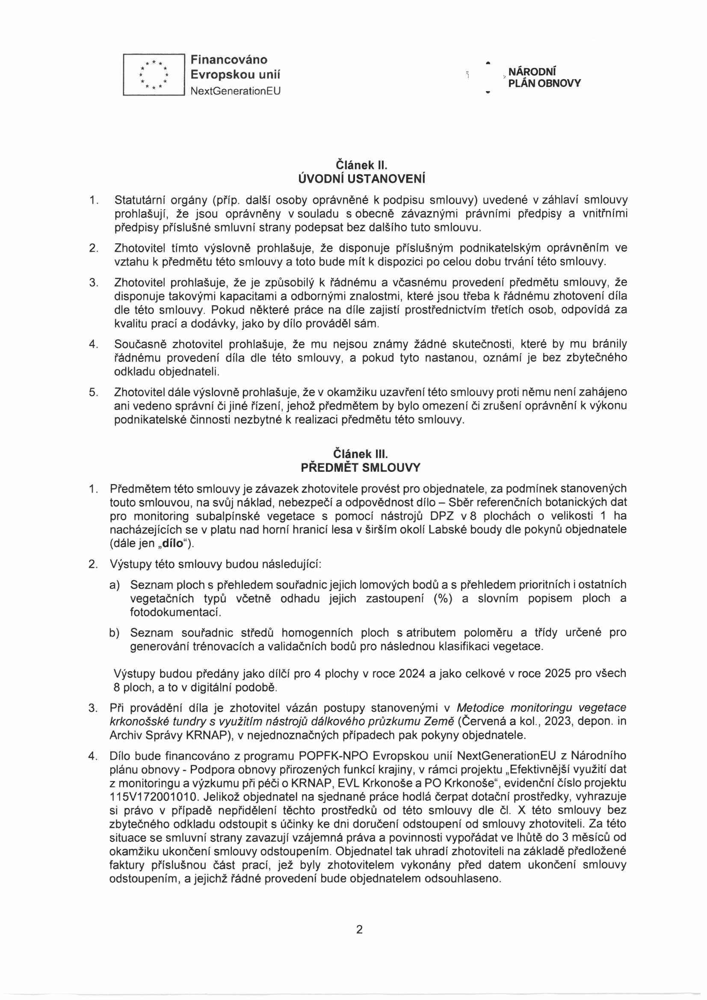 Financováno
Evropskou unií
NextGenerationEU
NÁRODNÍ
PLÁN OBNOVY
Článek II.
ÚVODNÍ USTANOVENÍ
1. Statutární orgány (příp. další osoby oprávněné k podpisu smlouvy) uvedené v záhlaví smlouvy
prohlašují, že jsou oprávněny v souladu s obecně závaznými právními předpisy a vnitřními
předpisy příslušné smluvní strany podepsat bez dalšího tuto smlouvu.
2. Zhotovitel tímto výslovně prohlašuje, že disponuje příslušným podnikatelským oprávněním ve
vztahu k předmětu této smlouvy a toto bude mít k dispozici po celou dobu trvání této smlouvy.
3. Zhotovitel prohlašuje, že je způsobilý k řádnému a včasnému provedení předmětu smlouvy, že
disponuje takovými kapacitami a odbornými znalostmi, které jsou třeba k řádnému zhotovení díla
dle této smlouvy. Pokud některé práce na díle zajistí prostřednictvím třetích osob, odpovídá za
kvalitu prací a dodávky, jako by dílo prováděl sám.
4. Současně zhotovitel prohlašuje, že mu nejsou známy žádné skutečnosti, které by mu bránily
řádnému provedení díla dle této smlouvy, a pokud tyto nastanou, oznámí je bez zbytečného
odkladu objednateli.
5. Zhotovitel dále výslovně prohlašuje, že v okamžiku uzavření této smlouvy proti němu není zahájeno
ani vedeno správní či jiné řízení, jehož předmětem by bylo omezení či zrušení oprávnění k výkonu
podnikatelské činnosti nezbytné k realizaci předmětu této smlouvy.
Článek III.
PŘEDMĚT SMLOUVY
1. Předmětem této smlouvy je závazek zhotovitele provést pro objednatele, za podmínek stanovených
touto smlouvou, na svůj náklad, nebezpečí a odpovědnost dílo – Sběr referenčních botanických dat
pro monitoring subalpínské vegetace s pomocí nástrojů DPZ v 8 plochách o velikosti 1 ha
nacházejících se v platu nad horní hranicí lesa v širším okolí Labské boudy dle pokynů objednatele
(dále jen „dílo“).
2. Výstupy této smlouvy budou následující:
a) Seznam ploch s přehledem souřadnic jejich lomových bodů a s přehledem prioritních i ostatních
vegetačních typů včetně odhadu jejich zastoupení (%) a slovním popisem ploch a
fotodokumentací.
b) Seznam souřadnic středů homogenních ploch s atributem poloměru a třídy určené pro
generování trénovacích a validačních bodů pro následnou klasifikaci vegetace.
Výstupy budou předány jako dílčí pro 4 plochy v roce 2024 a jako celkové v roce 2025 pro všech
8 ploch, a to v digitální podobě.
3. Při provádění díla je zhotovitel vázán postupy stanovenými v Metodice monitoringu vegetace
krkonošské tundry s využitím nástrojů dálkového průzkumu Země (Červená a kol., 2023, depon. in
Archiv Správy KRNAP), v nejednoznačných případech pak pokyny objednatele.
4. Dílo bude financováno z programu POPFK-NPO Evropskou unií NextGenerationEU z Národního
plánu obnovy - Podpora obnovy přirozených funkcí krajiny, v rámci projektu „Efektivnější využití dat
z monitoringu a výzkumu při péči o KRNAP, EVL Krkonoše a PO Krkonoše“, evidenční číslo projektu
115V172001010. Jelikož objednatel na sjednané práce hodlá čerpat dotační prostředky, vyhrazuje
si právo v případě nepřidělení těchto prostředků od této smlouvy dle čl. X této smlouvy bez
zbytečného odkladu odstoupit s účinky ke dni doručení odstoupení od smlouvy zhotoviteli. Za této
situace se smluvní strany zavazují vzájemná práva a povinnosti vypořádat ve lhůtě do 3 měsíců od
okamžiku ukončení smlouvy odstoupením. Objednatel tak uhradí zhotoviteli na základě předložené
faktury příslušnou část prací, jež byly zhotovitelem vykonány před datem ukončení smlouvy
odstoupením, a jejichž řádné provedení bude objednatelem odsouhlaseno.
2